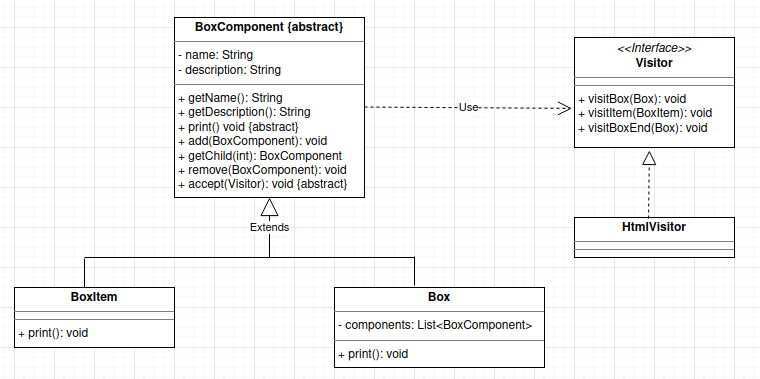 BoxComponent {abstract}
- name: String
- description: String
+ getName(): String
+ getDescription(): String
+ print() void {abstract}
+ add(BoxComponent): void
+ getChild(int): BoxComponent
+ remove(BoxComponent): void
+ accept(Visitor): void {abstract}
Use
<<Interface>>
Visitor
+ visitBox(Box): void
+ visitItem(BoxItem): void
+ visitBoxEnd(Box): void
HtmlVisitor
Extends
BoxItem
+ print(): void
Box
- components: List<BoxComponent>
+ print(): void